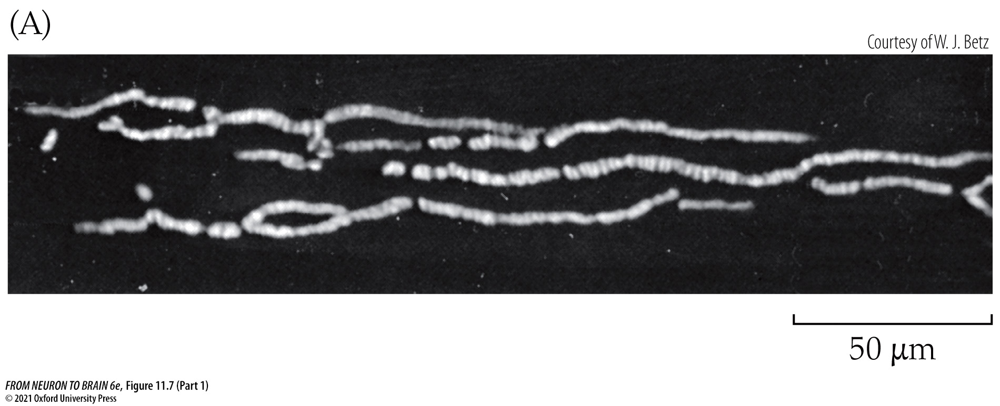 (A)
Courtesy of W. J. Betz
50 μm
FROM NEURON TO BRAIN 6e, Figure 11.7 (Part 1)
© 2021 Oxford University Press